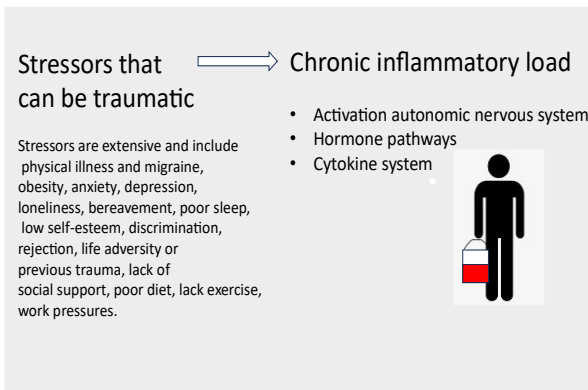 Stressors that
can be traumatic
Stressors are extensive and include
physical illness and migraine,
obesity, anxiety, depression,
loneliness, bereavement, poor sleep,
low self-esteem, discrimination,
rejection, life adversity or
previous trauma, lack of
social support, poor diet, lack exercise,
work pressures.
Chronic inflammatory load
• Activation autonomic nervous system
• Hormone pathways
• Cytokine system